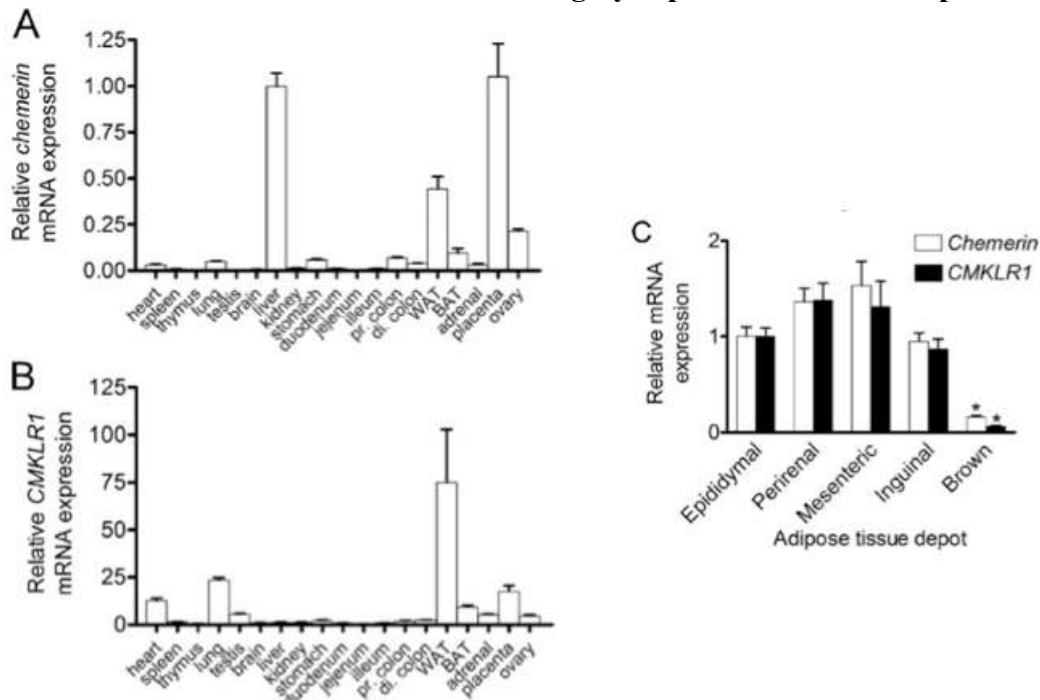 A
Relative chemerin
mRNA expression
1.25
1.00
0.75
0.50
0.25
0.00
heart
spleen
thymus
lung
testis
brain
liver
kidney
stomach
duodenum
jejenum
illeum
pr. colon
di. colon
WAT
BAT
adrenal
placenta
ovary
B
Relative CMKLR1
mRNA expression
125
100
75
50
25
0
heart
spleen
thymus
lung
testis
brain
liver
kidney
stomach
duodenum
jejenum
illeum
pr. colon
di. colon
WAT
BAT
adrenal
placenta
ovary
C
Relative mRNA
expression
2
1
0
Chemerin
CMKLR1
* *
Epididymal
Perirenal
Mesenteric
Inguinal
Brown
Adipose tissue depot